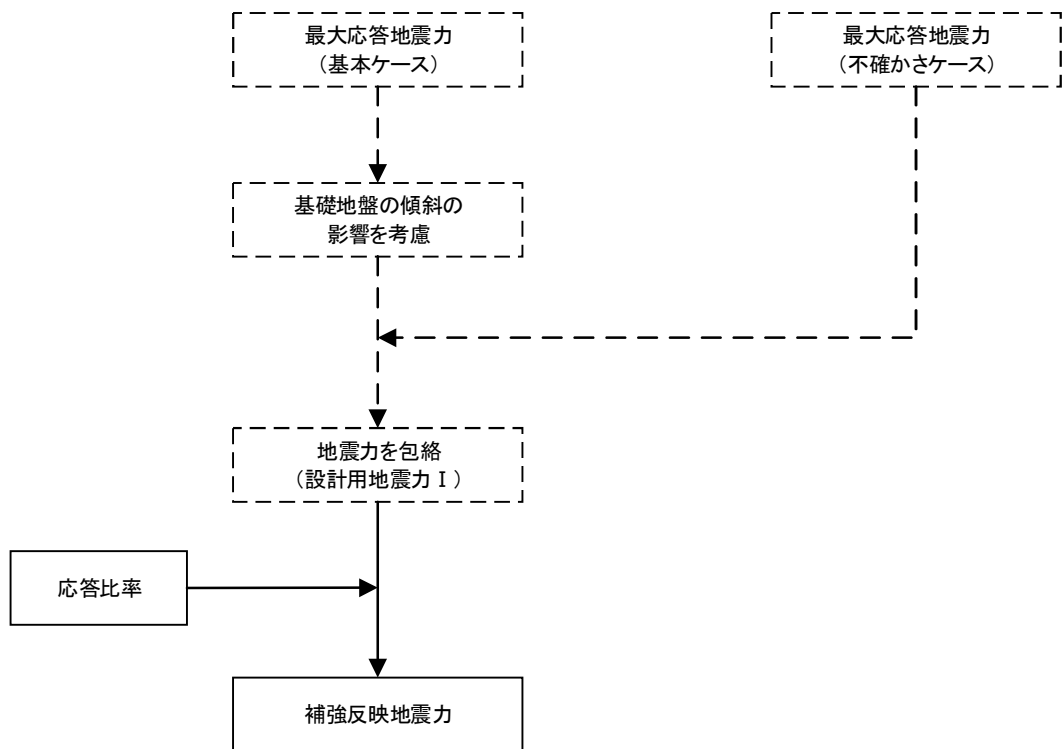 最大応答地震力
（基本ケース）
最大応答地震力
（不確かさケース）
基礎地盤の傾斜の
影響を考慮
地震力を包絡
（設計用地震力Ⅰ）
応答比率
補強反映地震力